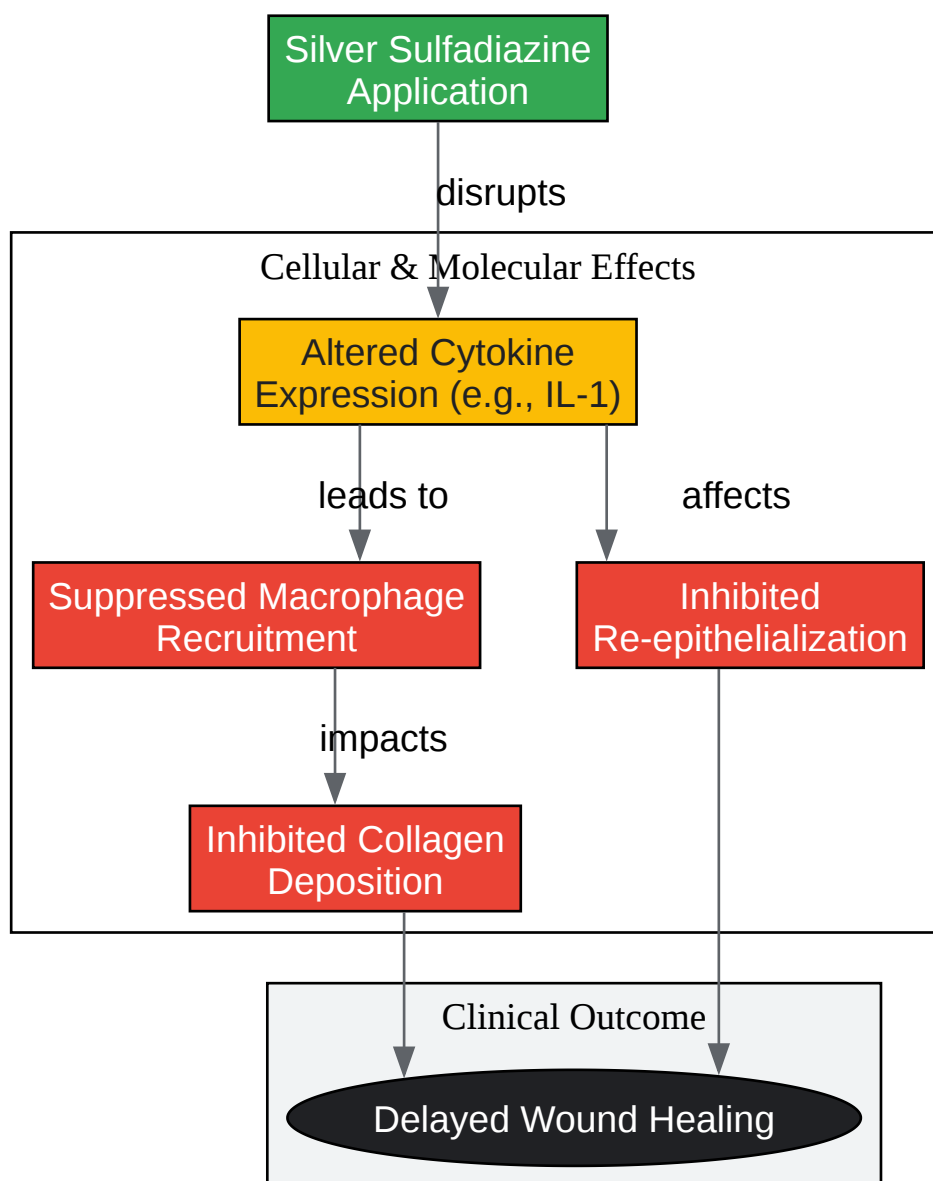 Silver Sulfadiazine
Application
disrupts
Cellular & Molecular Effects
Altered Cytokine
Expression (e.g., IL-1)
leads to
affects
Suppressed Macrophage
Recruitment
Inhibited
Re-epithelialization
impacts
Inhibited Collagen
Deposition
Clinical Outcome
Delayed Wound Healing